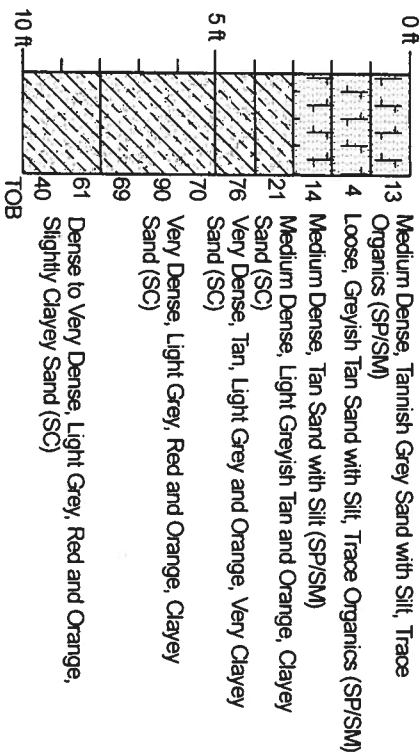 0 ft
5 ft
10 ft
13
4
14
21
76
70
90
69
61
40
TOB
Medium Dense, Tannish Grey Sand with Silt, Trace
Organics (SP/SM)
Loose, Greyish Tan Sand with Silt, Trace Organics (SP/SM)
Medium Dense, Tan Sand with Silt (SP/SM)
Medium Dense, Light Greyish Tan and Orange, Clayey
Sand (SC)
Very Dense, Tan, Light Grey and Orange, Very Clayey
Sand (SC)
Very Dense, Light Grey, Red and Orange, Clayey
Sand (SC)
Dense to Very Dense, Light Grey, Red and Orange,
Slightly Clayey Sand (SC)